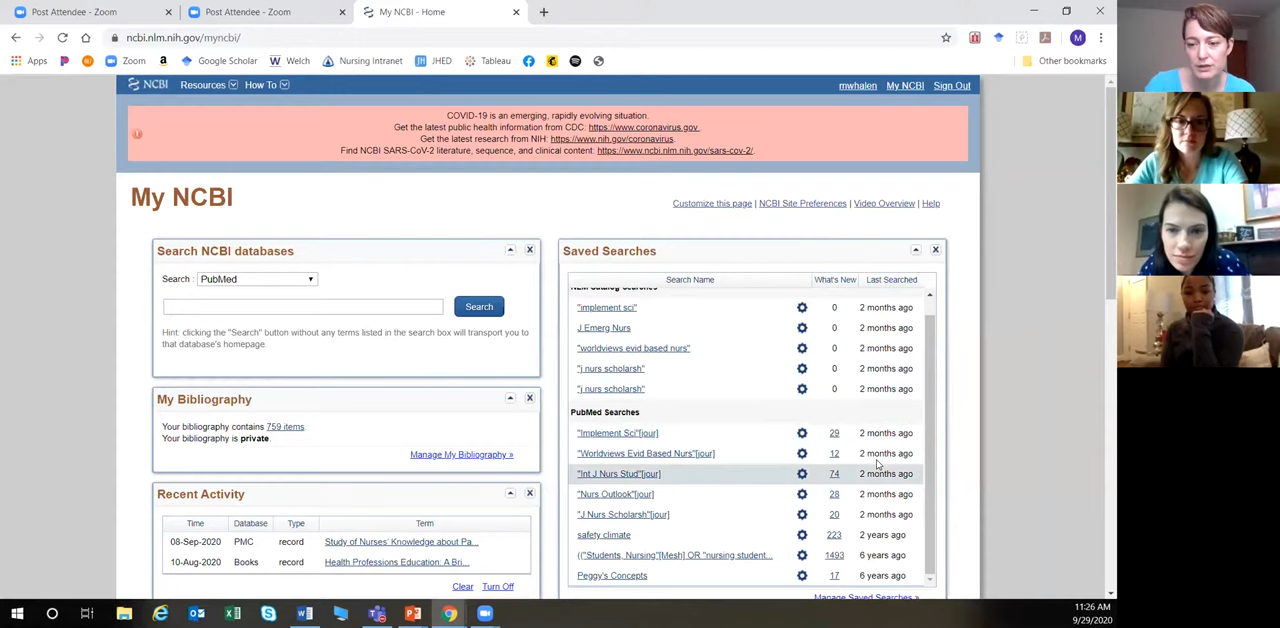 Post Attendee - Zoom
Post Attendee - Zoom
My NCBI - Home
ncbi.nlm.nih.gov/myncbi/
M
Apps
Zoom
Google Scholar
Welch
Nursing Intranet
JHED
Tableau
Other bookmarks
NCBI Resources How To
mwhalen My NCBI Sign Out
COVID-19 is an emerging, rapidly evolving situation.
Get the latest public health information from CDC: https://www.coronavirus.gov .
Get the latest research from NIH: https://www.nih.gov/coronavirus.
Find NCBI SARS-CoV-2 literature, sequence, and clinical content: https://www.ncbi.nlm.nih.gov/sars-cov-2/.
My NCBI
Customize this page | NCBI Site Preferences | Video Overview | Help
Search NCBI databases
Search : PubMed
Search
Hint: clicking the "Search" button without any terms listed in the search box will transport you to
that database's homepage.
My Bibliography
Your bibliography contains 759 items.
Your bibliography is private.
Manage My Bibliography »
Recent Activity
Time Database Type Term
08-Sep-2020 PMC record Study of Nurses' Knowledge about Pa...
10-Aug-2020 Books record Health Professions Education: A Bri...
Clear Turn Off
Saved Searches
Search Name What's New Last Searched
NLM Catalog Searches
"implement sci" 0 2 months ago
J Emerg Nurs 0 2 months ago
"worldviews evid based nurs" 0 2 months ago
"j nurs scholarsh" 0 2 months ago
"j nurs scholarsh" 0 2 months ago
PubMed Searches
"Implement Sci"[jour] 29 2 months ago
"Worldviews Evid Based Nurs"[jour] 12 2 months ago
"Int J Nurs Stud"[jour] 74 2 months ago
"Nurs Outlook"[jour] 28 2 months ago
"J Nurs Scholarsh"[jour] 20 2 months ago
safety climate 223 2 years ago
(("Students, Nursing"[Mesh] OR "nursing student... 1493 6 years ago
Peggy's Concepts 17 6 years ago
Manage Saved Searches »
11:26 AM
9/29/2020